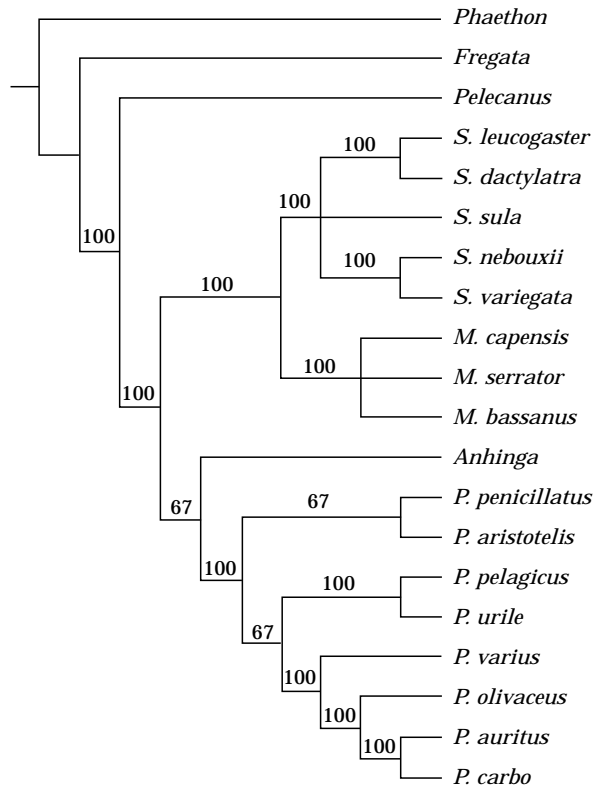 Phaethon
Fregata
Pelecanus
S. leucogaster
100
S. dactylatra
100
S. sula
100
S. nebouxii
100
100
S. variegata
M. capensis
100
M. serrator
100
M. bassanus
Anhinga
P. penicillatus
67
67
P. aristotelis
100
P. pelagicus
100
P. urile
67
P. varius
100
P. olivaceus
100
P. auritus
100
P. carbo